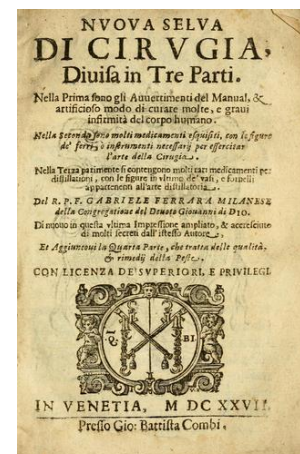 NVOVA SELVA
DI CIRVGIA,
Diuisa in Tre Parti.
Nella Prima sono gli Auuertimenti del Manual, &
artificioso modo di curare molte, e graui
infirmità del corpo humano.
Nella Seconda sono molti medicamenti esquisiti, con le figure
de' ferri, ò instrumenti necessarij per essercitar
l'arte della Cirugia.
Nella Terza parimente si contengono molti rari medicamenti per
distillationi, con le figure in vltimo de' vasi, e fornelli
appartenenti all'arte distillatoria.
Del R. P. F. GABRIELE FERRARA MILANESE
della Congregatione del Deuoto Giouanni di DIO.
Di nuouo in questa vltima Impressione ampliato, & accresciuto
di molti secreti dall'istesso Autore.
Et Aggiuntoui la Quarta Parte, che tratta delle qualità,
& rimedij della Peste.
CON LICENZA DE' SVPERIORI, E PRIVILEGI.
BI.
IN VENETIA, M DC XXVII.
Presso Gio: Battista Combi.